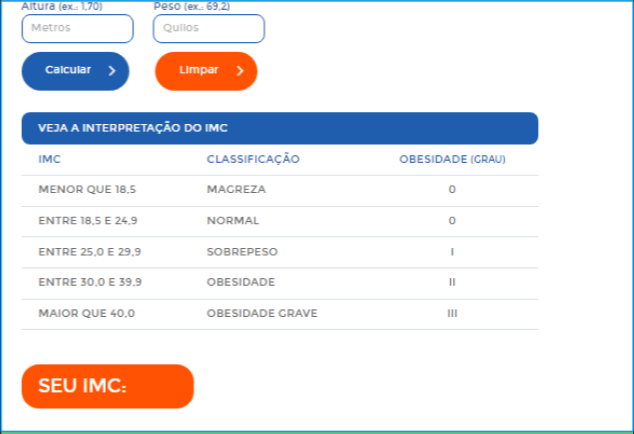 Altura (ex.: 1,70) Peso (ex.: 69,2)
Metros Quilos
Calcular > Limpar >
VEJA A INTERPRETAÇÃO DO IMC
IMC CLASSIFICAÇÃO OBESIDADE (GRAU)
MENOR QUE 18,5 MAGREZA 0
ENTRE 18,5 E 24,9 NORMAL 0
ENTRE 25,0 E 29,9 SOBREPESO I
ENTRE 30,0 E 39,9 OBESIDADE II
MAIOR QUE 40,0 OBESIDADE GRAVE III
SEU IMC: